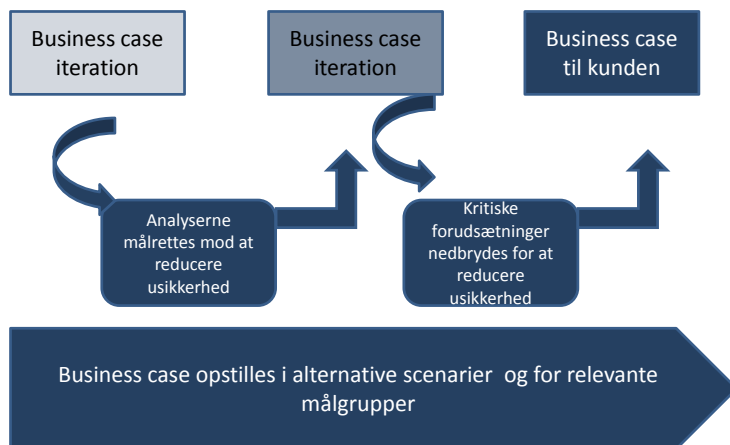 Business case
iteration
Business case
iteration
Business case
til kunden
Analyserne
målrettes mod at
reducere
usikkerhed
Kritiske
forudsætninger
nedbrydes for at
reducere
usikkerhed
Business case opstilles i alternative scenarier og for relevante
målgrupper